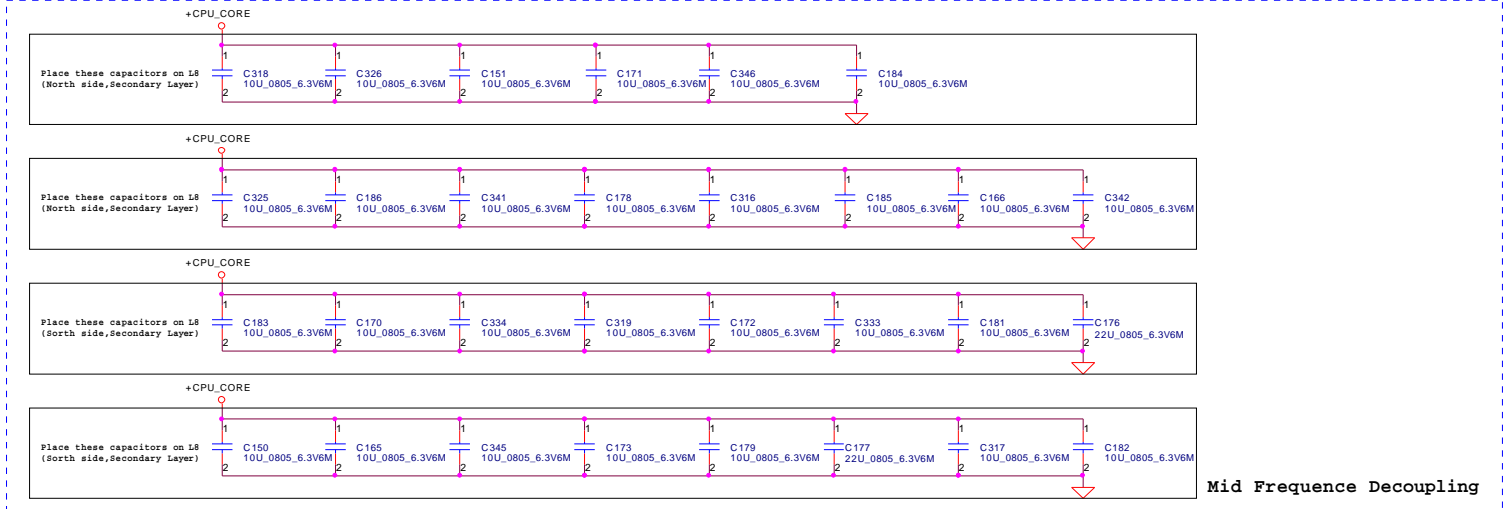 +CPU_CORE
1 1 1 1 1 1
Place these capacitors on L8 C318 C326 C151 C171 C346 C184
(North side,Secondary Layer) 10U_0805_6.3V6M 10U_0805_6.3V6M 10U_0805_6.3V6M 10U_0805_6.3V6M 10U_0805_6.3V6M 10U_0805_6.3V6M
2 2 2 2 2 2
+CPU_CORE
1 1 1 1 1 1 1 1
Place these capacitors on L8 C325 C186 C341 C178 C316 C185 C166 C342
(North side,Secondary Layer) 10U_0805_6.3V6M 10U_0805_6.3V6M 10U_0805_6.3V6M 10U_0805_6.3V6M 10U_0805_6.3V6M 10U_0805_6.3V6M 10U_0805_6.3V6M 10U_0805_6.3V6M
2 2 2 2 2 2 2 2
+CPU_CORE
1 1 1 1 1 1 1 1
Place these capacitors on L8 C183 C170 C334 C319 C172 C333 C181 C176
(Sorth side,Secondary Layer) 10U_0805_6.3V6M 10U_0805_6.3V6M 10U_0805_6.3V6M 10U_0805_6.3V6M 10U_0805_6.3V6M 10U_0805_6.3V6M 10U_0805_6.3V6M 22U_0805_6.3V6M
2 2 2 2 2 2 2 2
+CPU_CORE
1 1 1 1 1 1 1 1
Place these capacitors on L8 C150 C165 C345 C173 C179 C177 C317 C182
(Sorth side,Secondary Layer) 10U_0805_6.3V6M 10U_0805_6.3V6M 10U_0805_6.3V6M 10U_0805_6.3V6M 10U_0805_6.3V6M 22U_0805_6.3V6M 10U_0805_6.3V6M 10U_0805_6.3V6M
2 2 2 2 2 2 2 2
Mid Frequence Decoupling